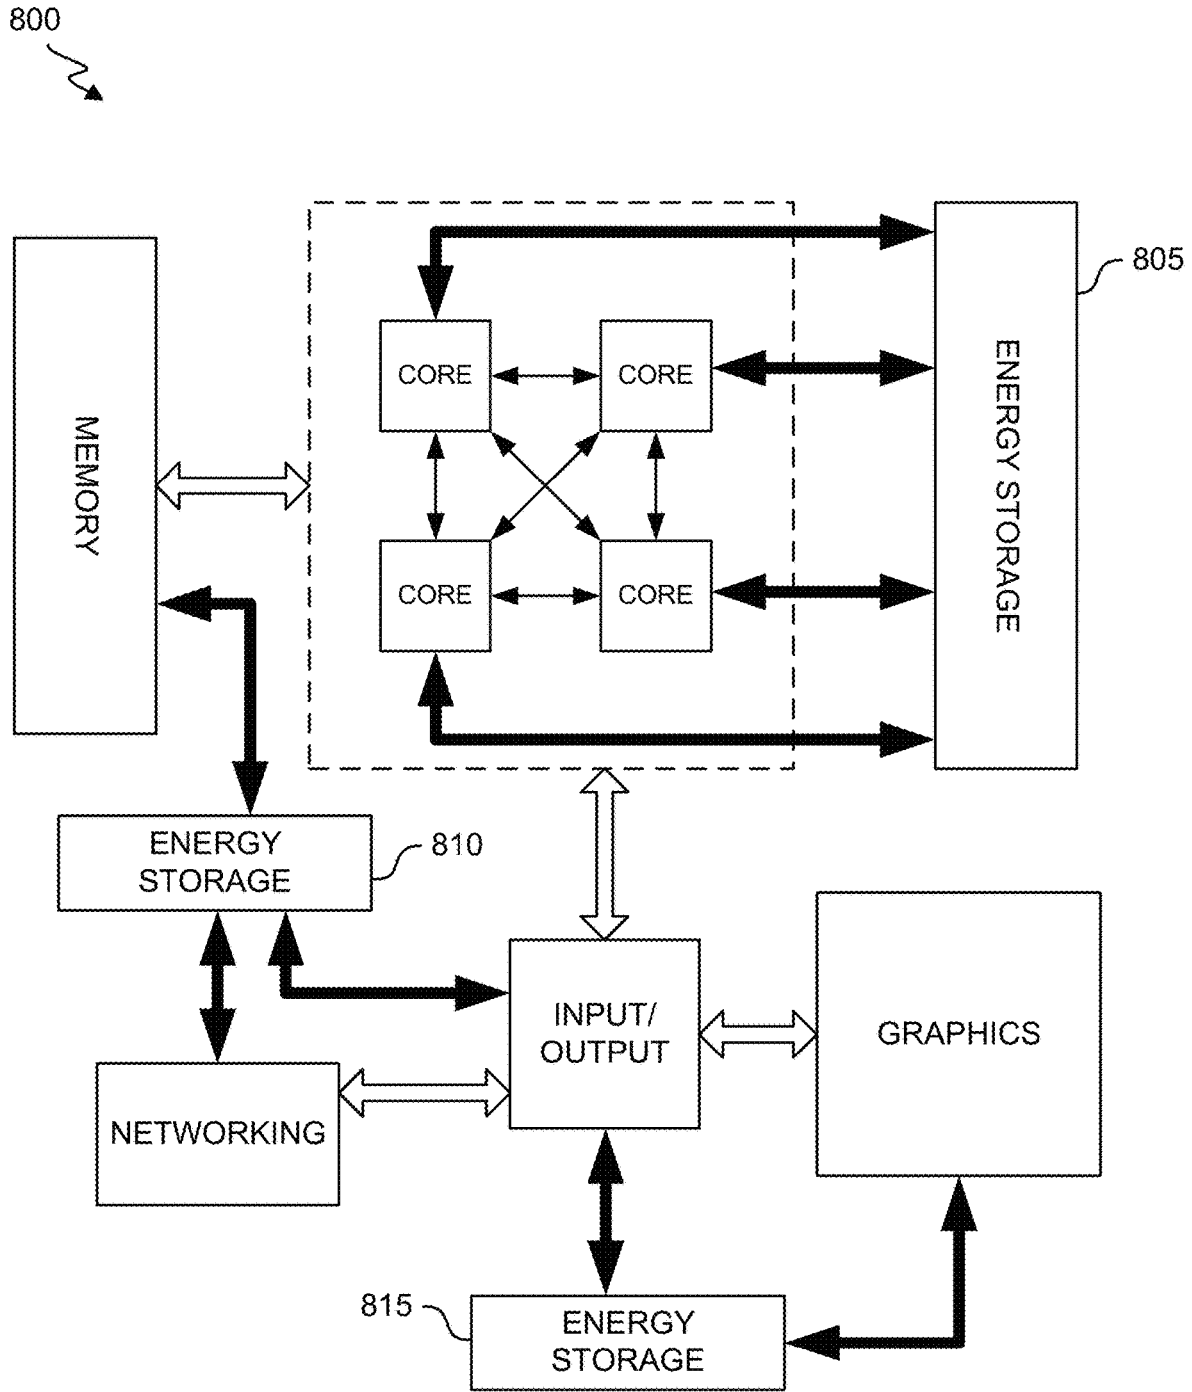 800
805
MEMORY
CORE
CORE
CORE
CORE
ENERGY STORAGE
ENERGY
STORAGE
810
INPUT/
OUTPUT
GRAPHICS
NETWORKING
815
ENERGY
STORAGE